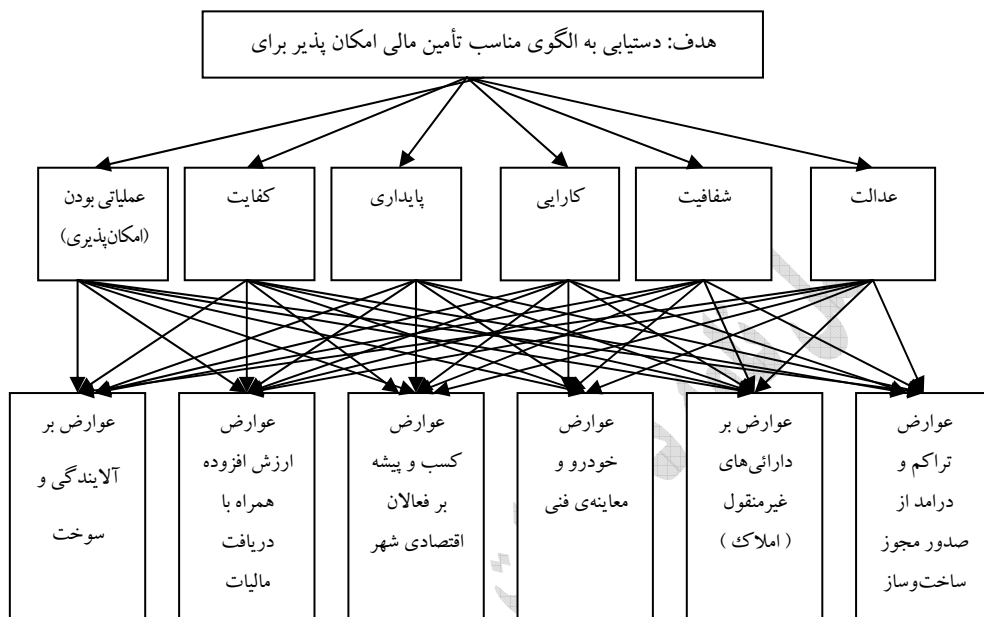 هدف: دستیابی به الگوی مناسب تأمین مالی امکان پذیر برای
عدالت
شفافیت
کارایی
پایداری
کفایت
عملیاتی بودن
(امکان‌پذیری)
عوارض
تراکم و
درامد از
صدور مجوز
ساخت‌وساز
عوارض بر
دارائی‌های
غیرمنقول
( املاک )
عوارض
خودرو و
معاینه‌ی فنی
عوارض
کسب و پیشه
بر فعالان
اقتصادی شهر
عوارض
ارزش افزوده
همراه با
دریافت
مالیات
عوارض بر
آلایندگی و
سوخت